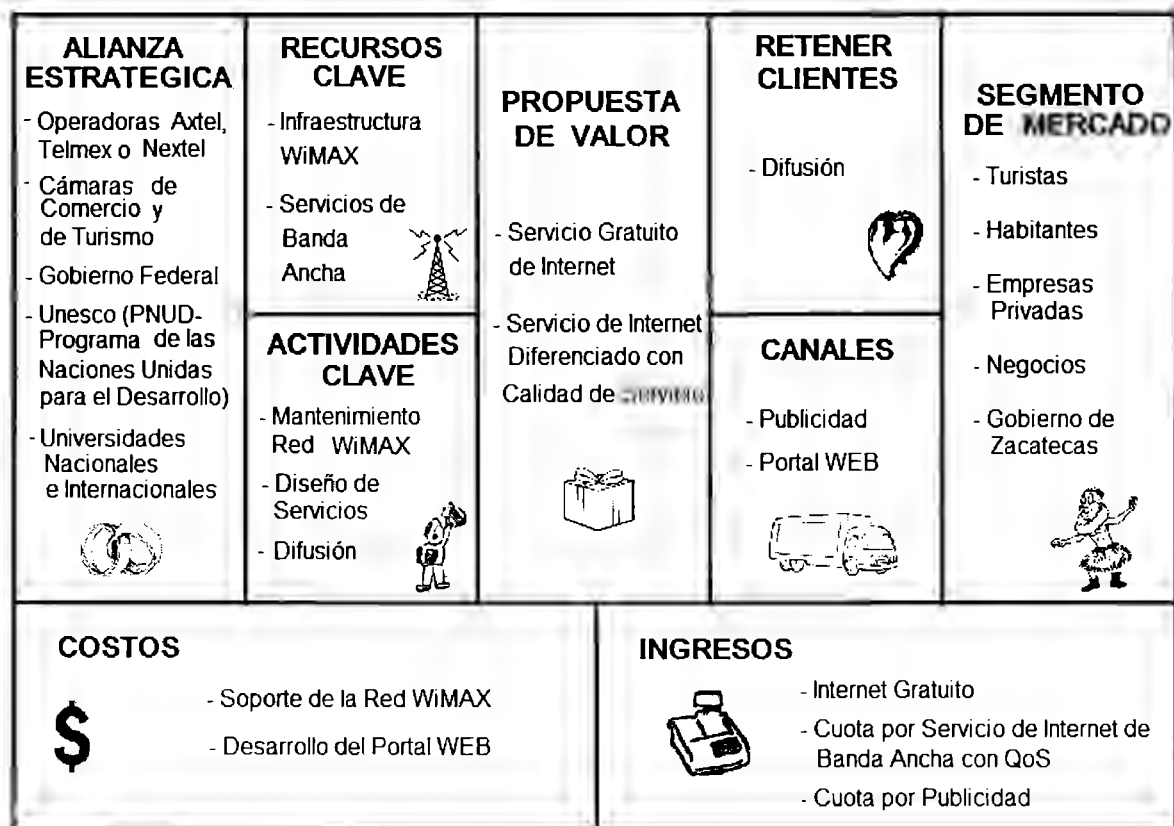 ALIANZA
ESTRATEGICA
- Operadoras Axtel,
Telmex o Nextel
- Cámaras de
Comercio y
de Turismo
- Gobierno Federal
- Unesco (PNUD-
Programa de las
Naciones Unidas
para el Desarrollo)
- Universidades
Nacionales
e Internacionales
RECURSOS
CLAVE
- Infraestructura
WiMAX
- Servicios de
Banda
Ancha
ACTIVIDADES
CLAVE
- Mantenimiento
Red WiMAX
- Diseño de
Servicios
- Difusión
PROPUESTA
DE VALOR
- Servicio Gratuito
de Internet
- Servicio de Internet
Diferenciado con
Calidad de
RETENER
CLIENTES
- Difusión
CANALES
- Publicidad
- Portal WEB
SEGMENTO
DE MERCADO
- Turistas
- Habitantes
- Empresas
Privadas
- Negocios
- Gobierno de
Zacatecas
COSTOS
$
- Soporte de la Red WiMAX
- Desarrollo del Portal WEB
INGRESOS
- Internet Gratuito
- Cuota por Servicio de Internet de
Banda Ancha con QoS
- Cuota por Publicidad